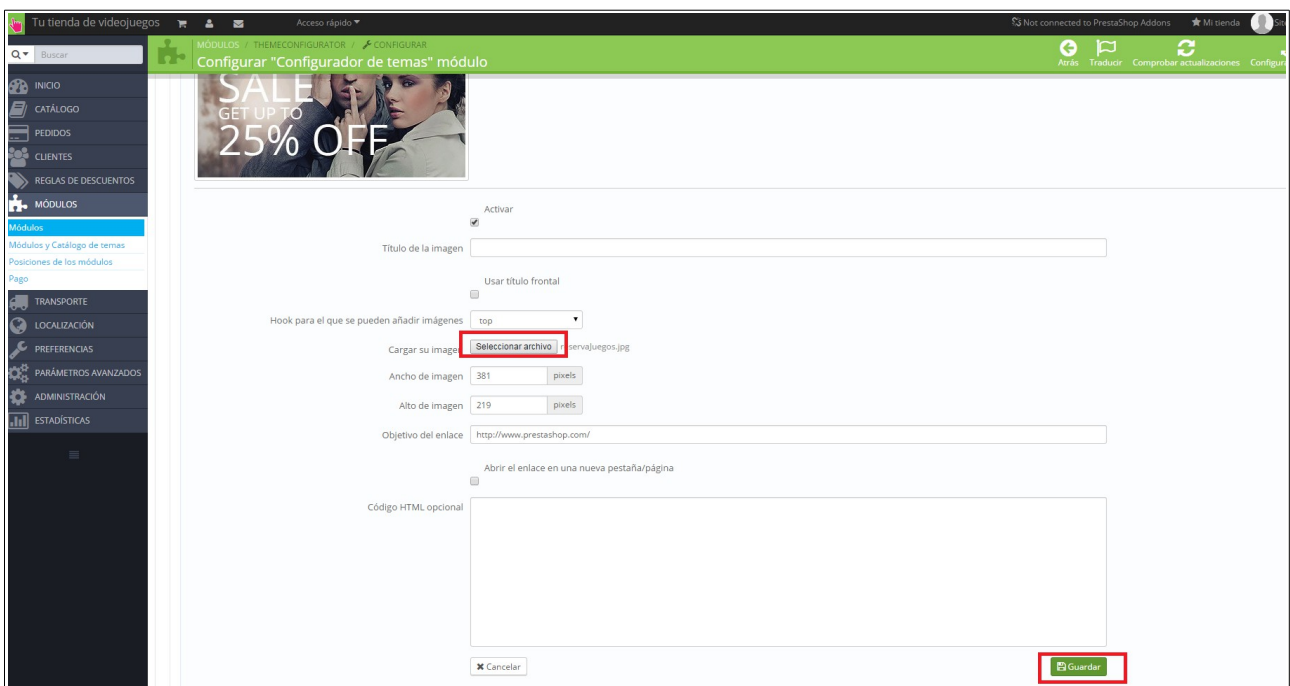 Tu tienda de videojuegos Acceso rápido Not connected to PrestaShop Addons Mi tienda
Buscar
MÓDULOS / THEMECONFIGURATOR / CONFIGURAR
Configurar "Configurador de temas" módulo
Atrás Traducir Comprobar actualizaciones
INICIO
CATÁLOGO
PEDIDOS
CLIENTES
REGLAS DE DESCUENTOS
MÓDULOS
Módulos
Módulos y Catálogo de temas
Posiciones de los módulos
Pago
TRANSPORTE
LOCALIZACIÓN
PREFERENCIAS
PARÁMETROS AVANZADOS
ADMINISTRACIÓN
ESTADÍSTICAS
SALE
GET UP TO
25% OFF
Activar
Título de la imagen
Usar título frontal
Hook para el que se pueden añadir imágenes top
Cargar su imagen Seleccionar archivo reservaJuegos.jpg
Ancho de imagen 381 pixels
Alto de imagen 219 pixels
Objetivo del enlace http://www.prestashop.com/
Abrir el enlace en una nueva pestaña/página
Código HTML opcional
Cancelar Guardar